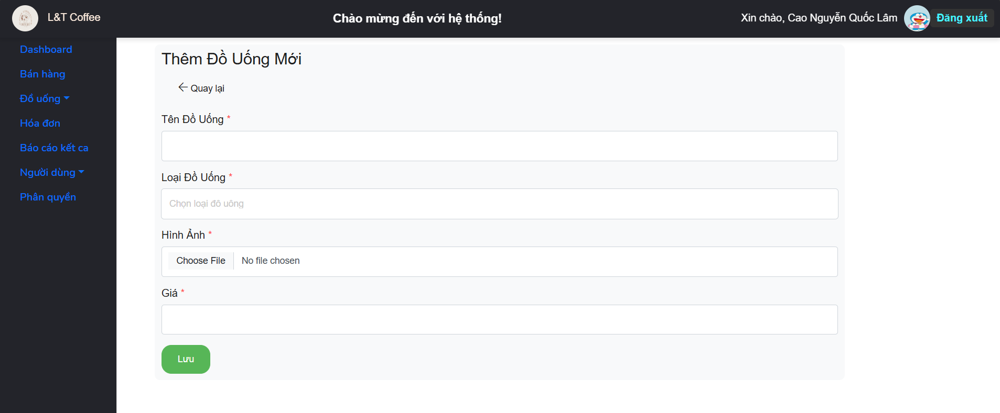 L&T Coffee
Chào mừng đến với hệ thống!
Xin chào, Cao Nguyễn Quốc Lâm
Đăng xuất
Dashboard
Bán hàng
Đồ uống
Hóa đơn
Báo cáo kết ca
Người dùng
Phân quyền
Thêm Đồ Uống Mới
Quay lại
Tên Đồ Uống *
Loại Đồ Uống *
Chọn loại đồ uống
Hình Ảnh *
Choose File No file chosen
Giá *
Lưu